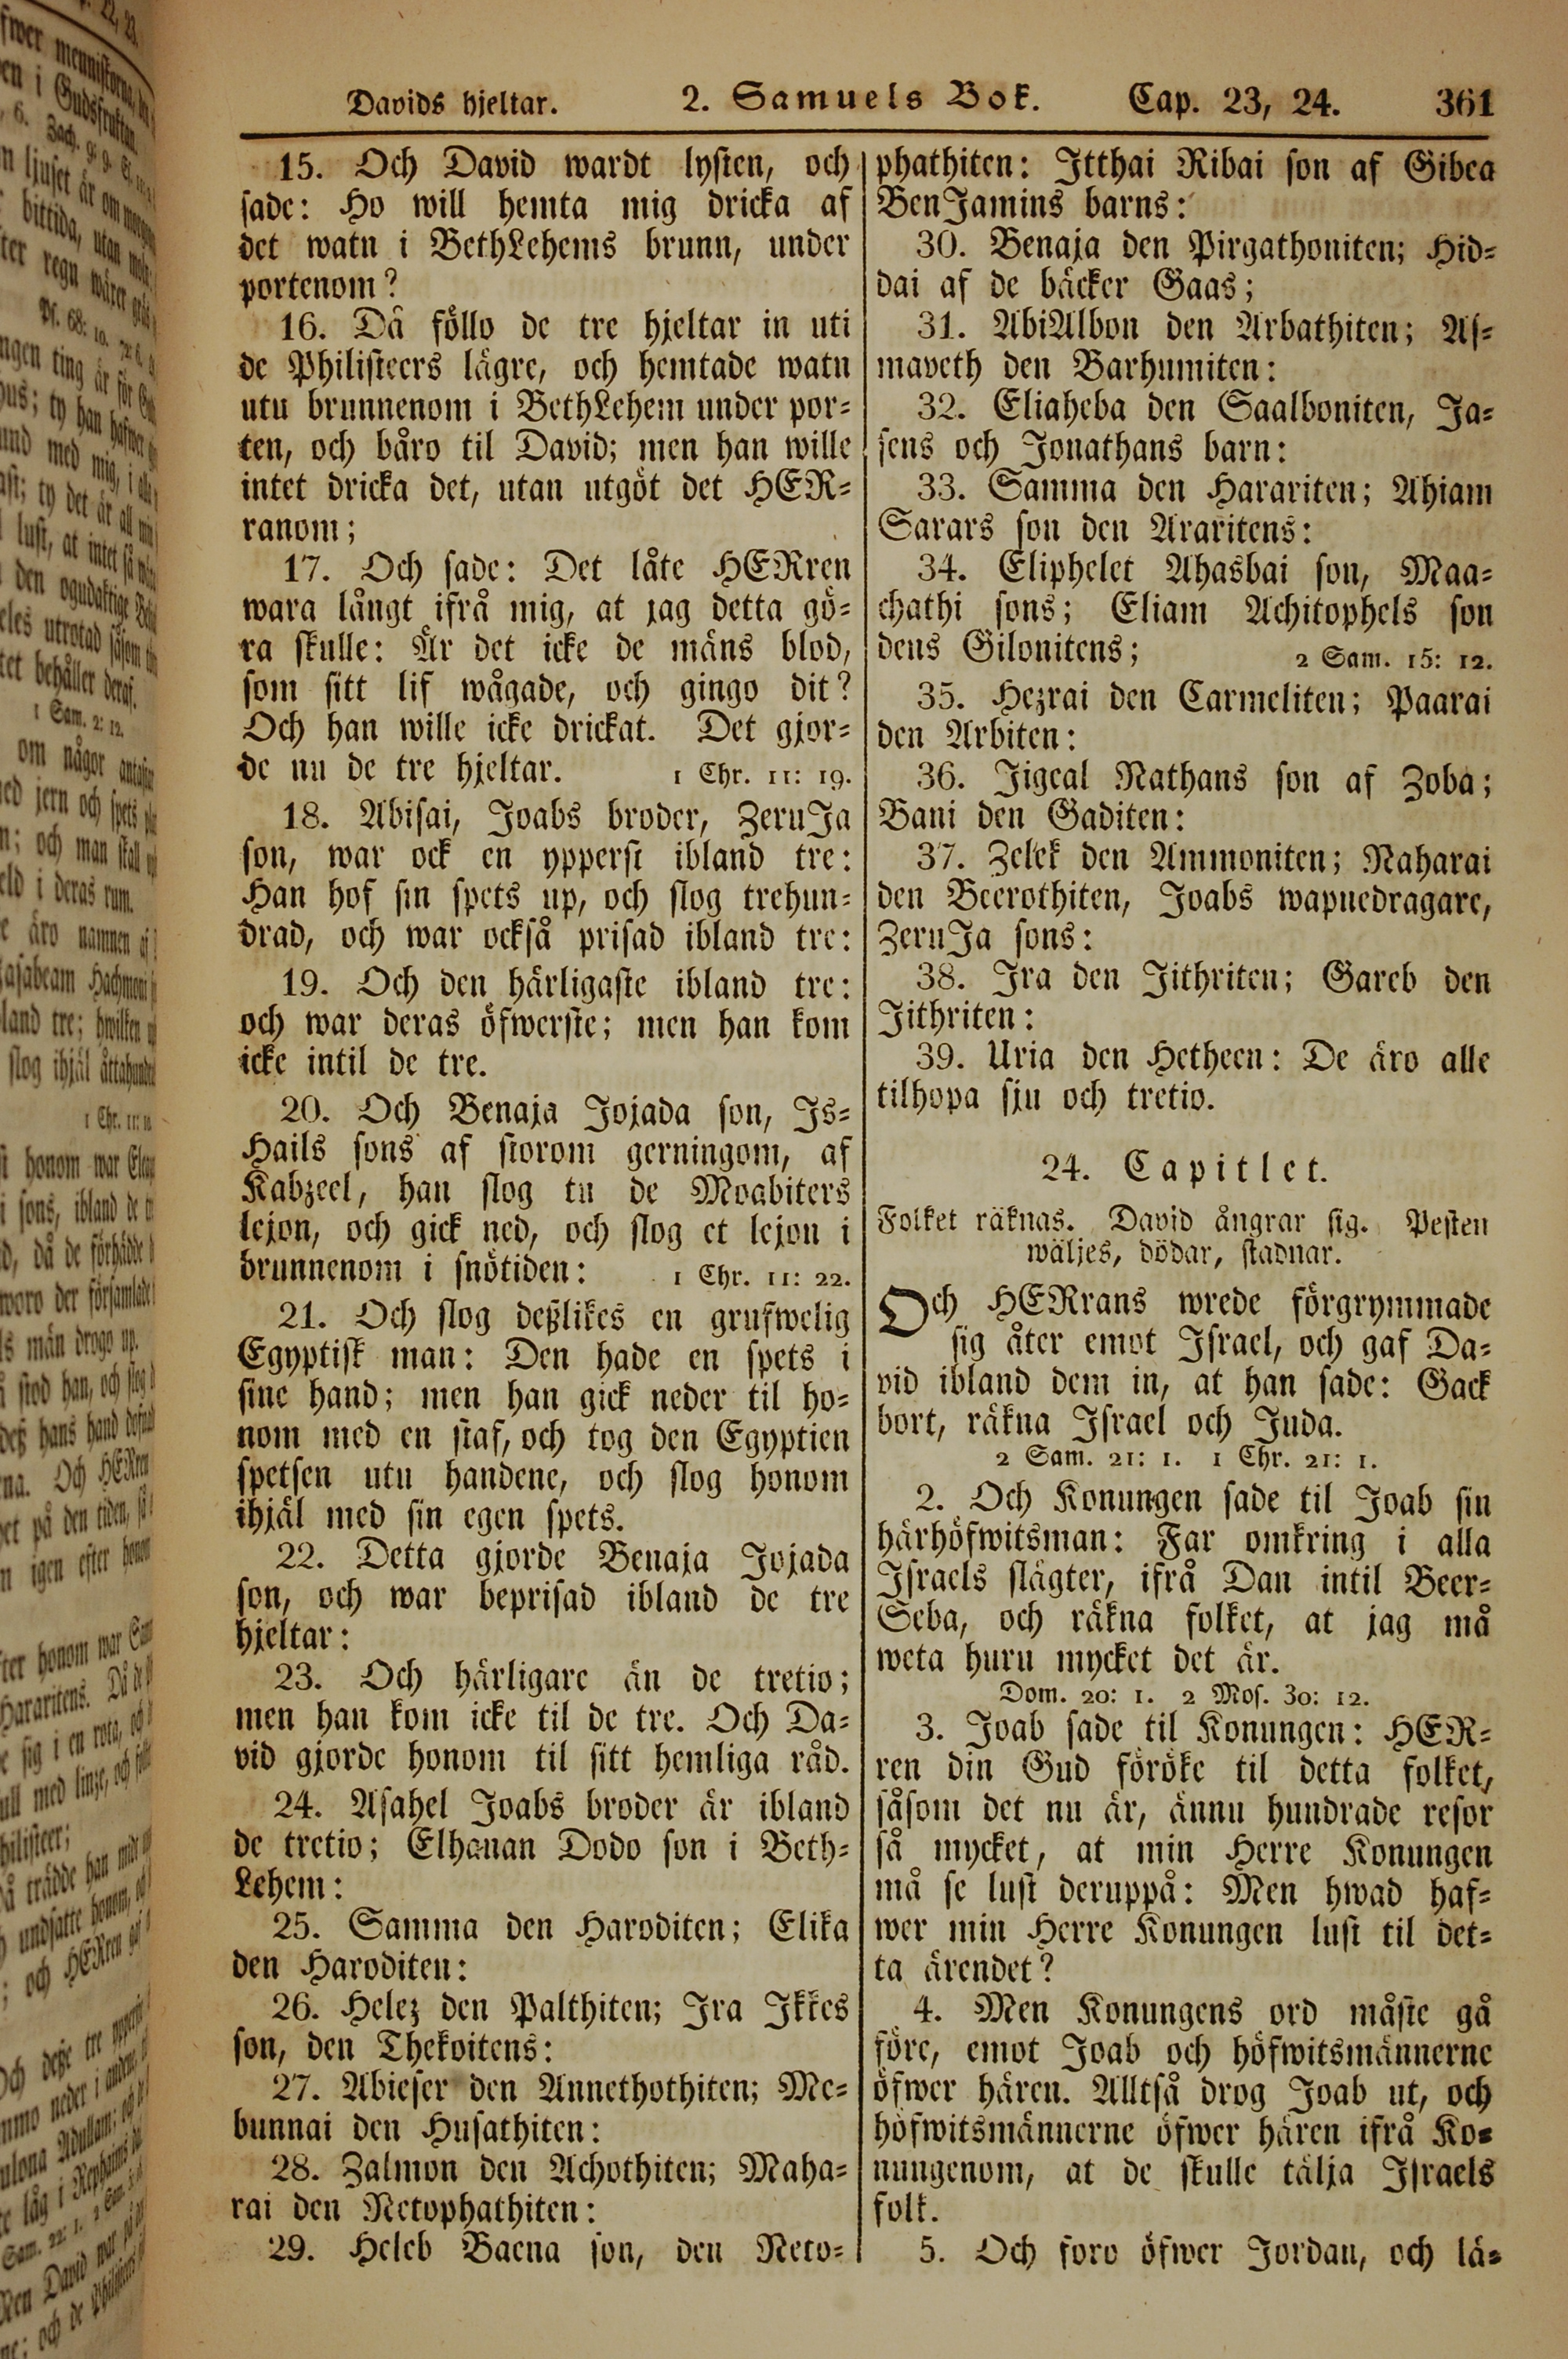 Davids hjeltar. 2. Samuels Bok. Cap. 23, 24. 361
15. Och David wardt lysten, och
sade: Ho will hemta mig dricka af
det watn i BethLehems brunn, under
portenom?
16. Då föllo de tre hjeltar in uti
de Philisteers lägre, och hemtade watn
utu brunnenom i BethLehem under por-
ten, och båro til David; men han wille
intet dricka det, utan utgöt det HER-
ranom;
17. Och sade: Det låte HERren
wara långt ifrå mig, at jag detta gö-
ra skulle: Är det icke de mäns blod,
som sitt lif wågade, och gingo dit?
Och han wille icke drickat. Det gjor-
de nu de tre hjeltar. 1 Chr. 11: 19.
18. Abisai, Joabs broder, ZeruJa
son, war ock en ypperst ibland tre:
Han hof sin spets up, och slog trehun-
drad, och war också prisad ibland tre:
19. Och den härligaste ibland tre:
och war deras öfwerste; men han kom
icke intil de tre.
20. Och Benaja Jojada son, Is-
Hails sons af storom gerningom, af
Kabzeel, han slog tu de Moabiters
lejon, och gick ned, och slog et lejon i
brunnenom i snötiden: 1 Chr. 11: 22.
21. Och slog deßlikes en grufwelig
Egyptisk man: Den hade en spets i
sine hand; men han gick neder til ho-
nom med en staf, och tog den Egyptien
spetsen utu handene, och slog honom
ihjäl med sin egen spets.
22. Detta gjorde Benaja Jojada
son, och war beprisad ibland de tre
hjeltar:
23. Och härligare än de tretio;
men han kom icke til de tre. Och Da-
vid gjorde honom til sitt hemliga råd.
24. Asahel Joabs broder är ibland
de tretio; Elhanan Dodo son i Beth-
Lehem:
25. Samma den Haroditen; Elika
den Haroditen:
26. Helez den Palthiten; Ira Ikkes
son, den Thekoitens:
27. Abieser den Annethothiten; Me-
bunnai den Husathiten:
28. Zalmon den Achothiten; Maha-
rai den Netophathiten:
29. Heleb Baena son, den Neto-
phathiten: Itthai Ribai son af Gibea
BenJamins barns:
30. Benaja den Pirgathoniten; Hid-
dai af de bäcker Gaas;
31. AbiAlbon den Arbathiten; As-
maveth den Barhumiten:
32. Eliaheba den Saalboniten, Ja-
sens och Jonathans barn:
33. Samma den Harariten; Ahiam
Sarars son den Araritens:
34. Eliphelet Ahasbai son, Maa-
chathi sons; Eliam Achitophels son
dens Gilonitens; 2 Sam. 15: 12.
35. Hezrai den Carmeliten; Paarai
den Arbiten:
36. Jigeal Nathans son af Zoba;
Bani den Gaditen:
37. Zelek den Ammoniten; Naharai
den Beerothiten, Joabs wapnedragare,
ZeruJa sons:
38. Ira den Jithriten; Gareb den
Jithriten:
39. Uria den Hetheen: De äro alle
tilhopa sju och tretio.
24. Capitlet.
Folket räknas. David ångrar sig. Pesten
wäljes, dödar, stadnar.
Och HERrans wrede förgrymmade
sig åter emot Israel, och gaf Da-
vid ibland dem in, at han sade: Gack
bort, räkna Israel och Juda.
2 Sam. 21: 1. 1 Chr. 21: 1.
2. Och Konungen sade til Joab sin
härhöfwitsman: Far omkring i alla
Israels slägter, ifrå Dan intil Beer-
Seba, och räkna folket, at jag må
weta huru mycket det är.
Dom. 20: 1. 2 Mos. 30: 12.
3. Joab sade til Konungen: HER-
ren din Gud föröke til detta folket,
såsom det nu är, ännu hundrade resor
så mycket, at min Herre Konungen
må se lust deruppå: Men hwad haf-
wer min Herre Konungen lust til det-
ta ärendet?
4. Men Konungens ord måste gå
före, emot Joab och höfwitsmännerne
öfwer hären. Alltså drog Joab ut, och
höfwitsmännerne öfwer hären ifrå Ko-
nungenom, at de skulle tälja Israels
folk.
5. Och foro öfwer Jordan, och lä-